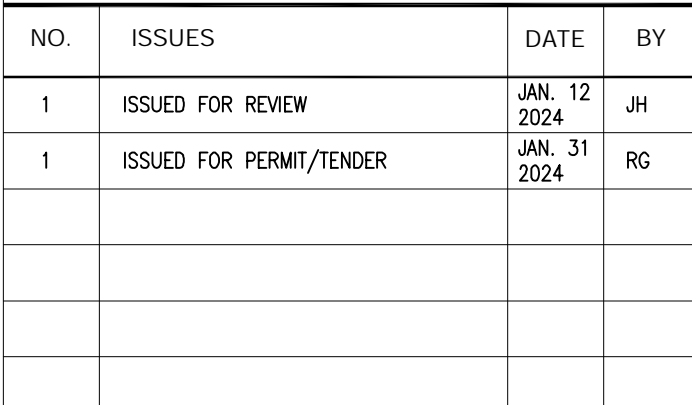 NO. ISSUES DATE BY
1 ISSUED FOR REVIEW JAN. 12 JH
2024
1 ISSUED FOR PERMIT/TENDER JAN. 31 RG
2024